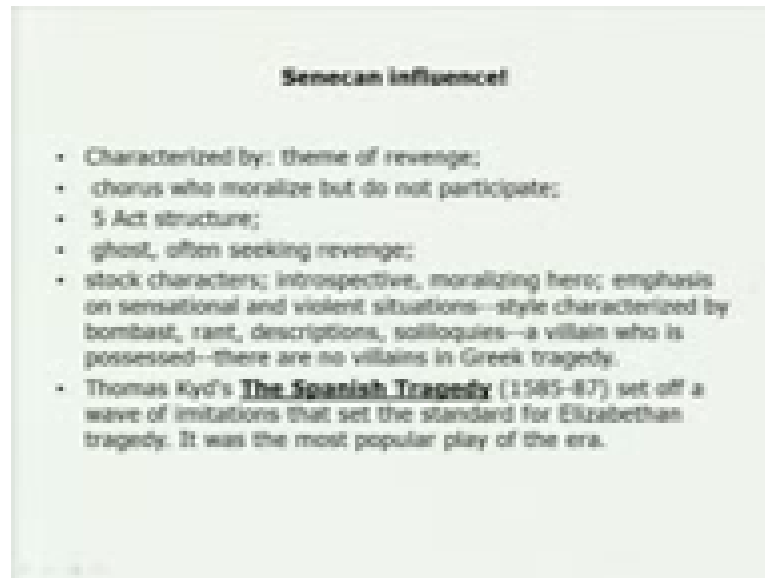 Senecan influence!
• Characterized by: theme of revenge;
• chorus who moralize but do not participate;
• 5 Act structure;
• ghost, often seeking revenge;
• stock characters; introspective, moralizing hero; emphasis
on sensational and violent situations--style characterized by
bombast, rant, descriptions, soliloquies--a villain who is
possessed--there are no villains in Greek tragedy.
• Thomas Kyd's The Spanish Tragedy (1585-87) set off a
wave of imitations that set the standard for Elizabethan
tragedy. It was the most popular play of the era.